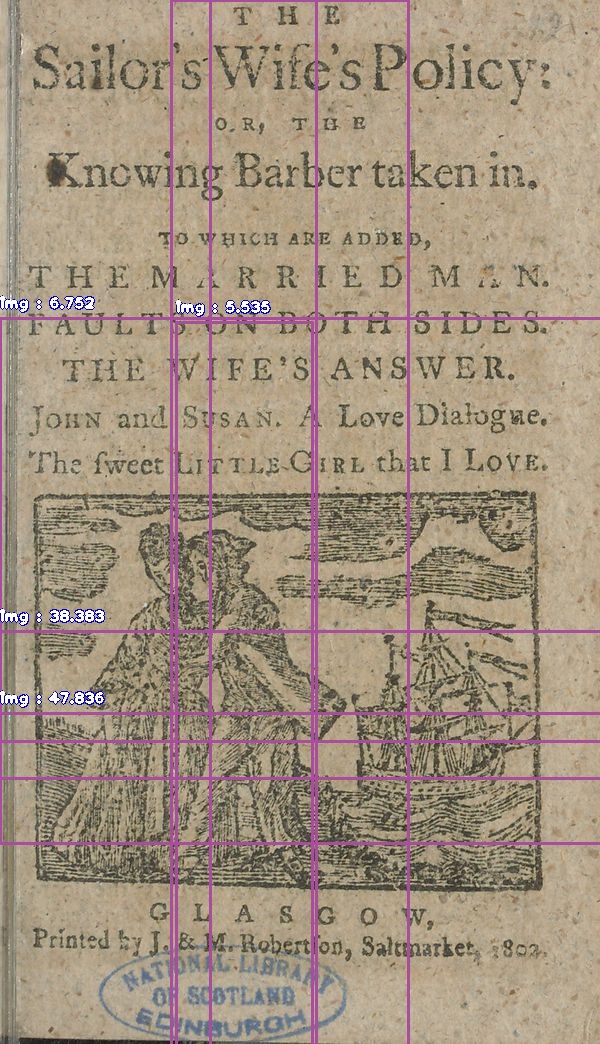 THE
Sailor's Wife's Policy:
OR, THE
Knowing Barber taken in.
TO WHICH ARE ADDED,
THE MARRIED MAN.
FAULTS ON BOTH SIDES.
THE WIFE'S ANSWER.
JOHN and SUSAN. A Love Dialogue.
The ſweet LITTLE GIRL that I LOVE.
GLASGOW,
Printed by J. & M. Robertſon, Saltmarket, 1802.
NATIONAL LIBRARY
OF SCOTLAND
EDINBURGH
Img : 6.752
Img : 5.535
Img : 38.383
Img : 47.836